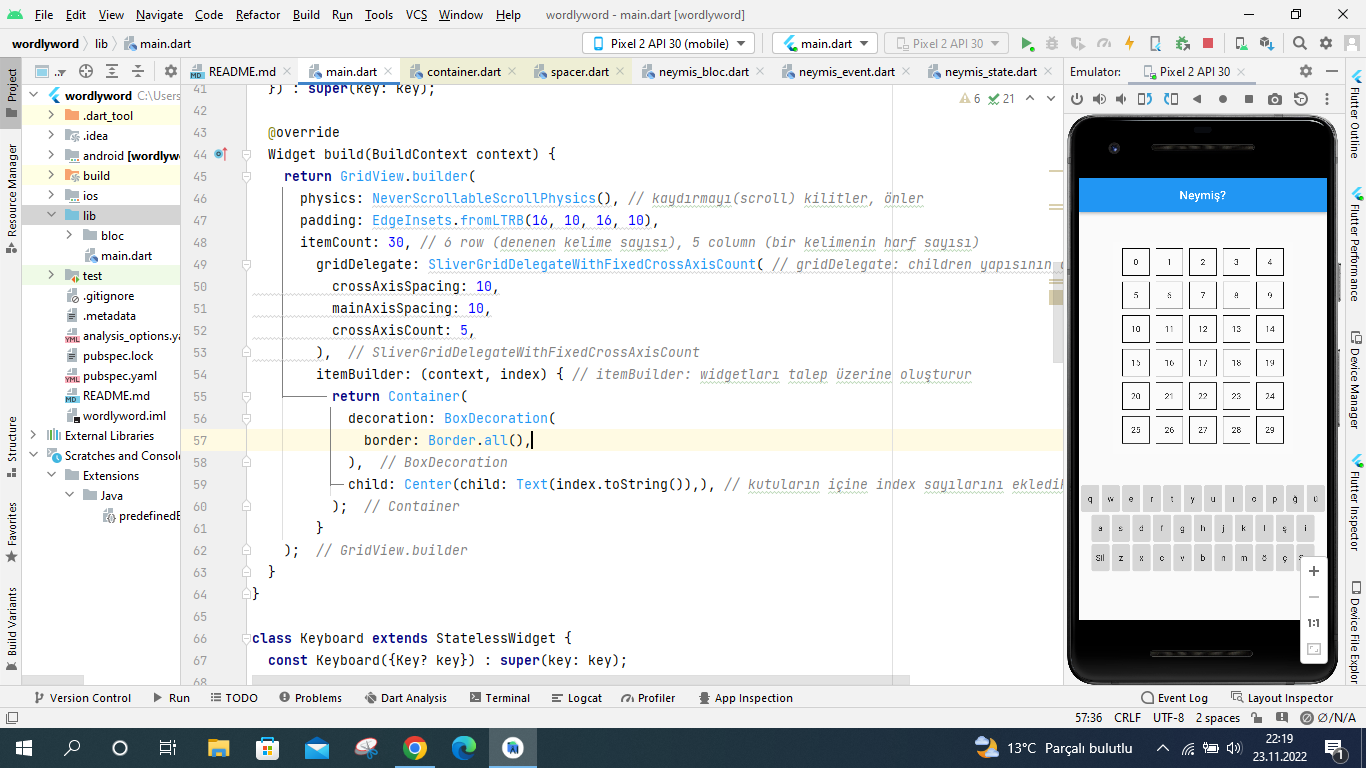 File Edit View Navigate Code Refactor Build Run Tools VCS Window Help wordlyword - main.dart [wordlyword]
wordlyword lib main.dart Pixel 2 API 30 (mobile) main.dart Pixel 2 API 30
README.md main.dart container.dart spacer.dart neymis_bloc.dart neymis_event.dart neymis_state.dart Emulator: Pixel 2 API 30
Project
Resource Manager
Structure
Favorites
Build Variants
wordlyword C:\Users
.dart_tool
.idea
android [wordlyw
build
ios
lib
bloc
main.dart
test
.gitignore
.metadata
analysis_options.ya
pubspec.lock
pubspec.yaml
README.md
wordlyword.iml
External Libraries
Scratches and Consol
Extensions
Java
predefinedE
6 21
41 }) : super(key: key);
42
43 @override
44 Widget build(BuildContext context) {
45 return GridView.builder(
46 physics: NeverScrollableScrollPhysics(), // kaydırmayı(scroll) kilitler, önler
47 padding: EdgeInsets.fromLTRB(16, 10, 16, 10),
48 itemCount: 30, // 6 row (denenen kelime sayısı), 5 column (bir kelimenin harf sayısı)
49 gridDelegate: SliverGridDelegateWithFixedCrossAxisCount( // gridDelegate: children yapısının
50 crossAxisSpacing: 10,
51 mainAxisSpacing: 10,
52 crossAxisCount: 5,
53 ), // SliverGridDelegateWithFixedCrossAxisCount
54 itemBuilder: (context, index) { // itemBuilder: widgetları talep üzerine oluşturur
55 return Container(
56 decoration: BoxDecoration(
57 border: Border.all(),
58 ), // BoxDecoration
59 child: Center(child: Text(index.toString()),), // kutuların içine index sayılarını ekledi
60 ); // Container
61 }
62 ); // GridView.builder
63 }
64 }
65
66 class Keyboard extends StatelessWidget {
67 const Keyboard({Key? key}) : super(key: key);
68
Neymiş?
0 1 2 3 4
5 6 7 8 9
10 11 12 13 14
15 16 17 18 19
20 21 22 23 24
25 26 27 28 29
q w e r t y u ı o p ğ ü
a s d f g h j k l ş i
Sil z x c v b n m ö ç
1:1
Flutter Outline
Flutter Performance
Device Manager
Flutter Inspector
Device File Explor
Version Control Run TODO Problems Dart Analysis Terminal Logcat Profiler App Inspection Event Log Layout Inspector
57:36 CRLF UTF-8 2 spaces Ø/N/A
13°C Parçalı bulutlu 22:19
23.11.2022
1